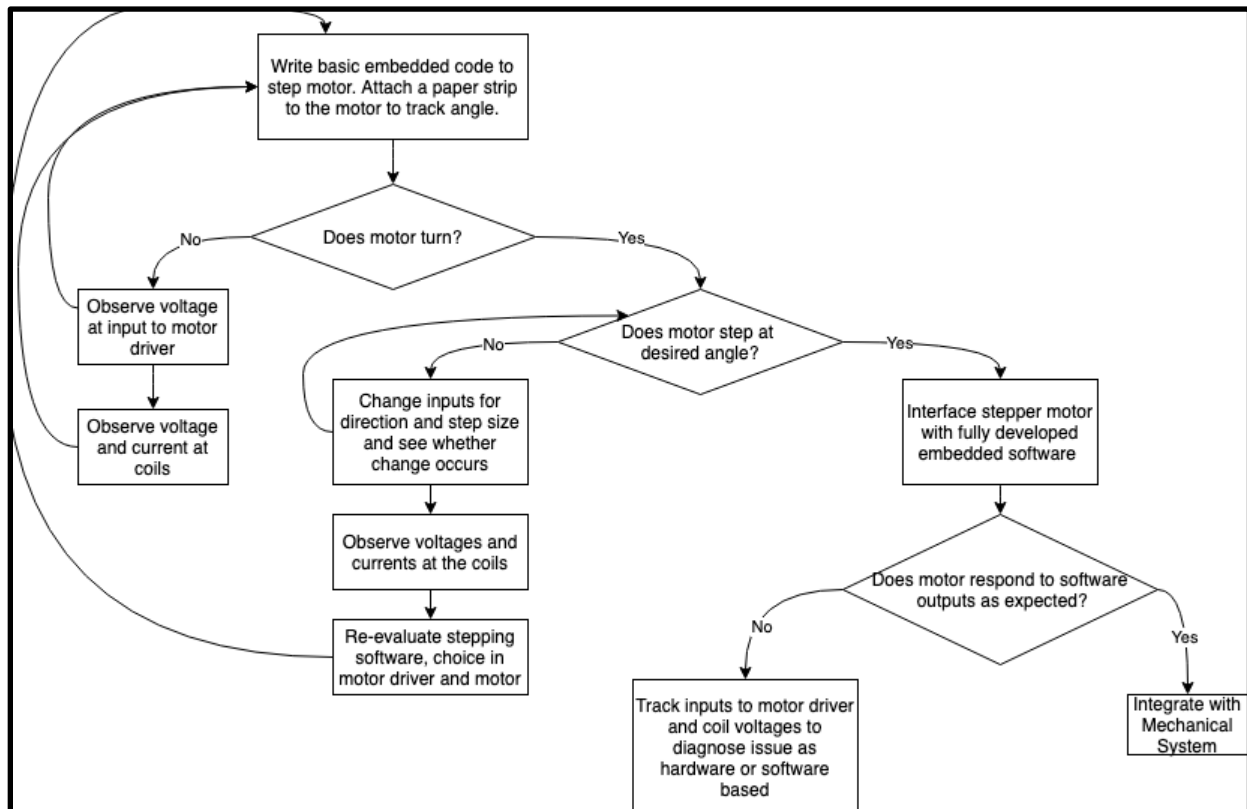 Write basic embedded code to
step motor. Attach a paper strip
to the motor to track angle.
Does motor turn?
No
Yes
Observe voltage
at input to motor
driver
Observe voltage
and current at
coils
Does motor step at
desired angle?
No
Yes
Change inputs for
direction and step size
and see whether
change occurs
Observe voltages and
currents at the coils
Re-evaluate stepping
software, choice in
motor driver and motor
Interface stepper motor
with fully developed
embedded software
Does motor respond to software
outputs as expected?
No
Yes
Track inputs to motor driver
and coil voltages to
diagnose issue as
hardware or software
based
Integrate with
Mechanical
System